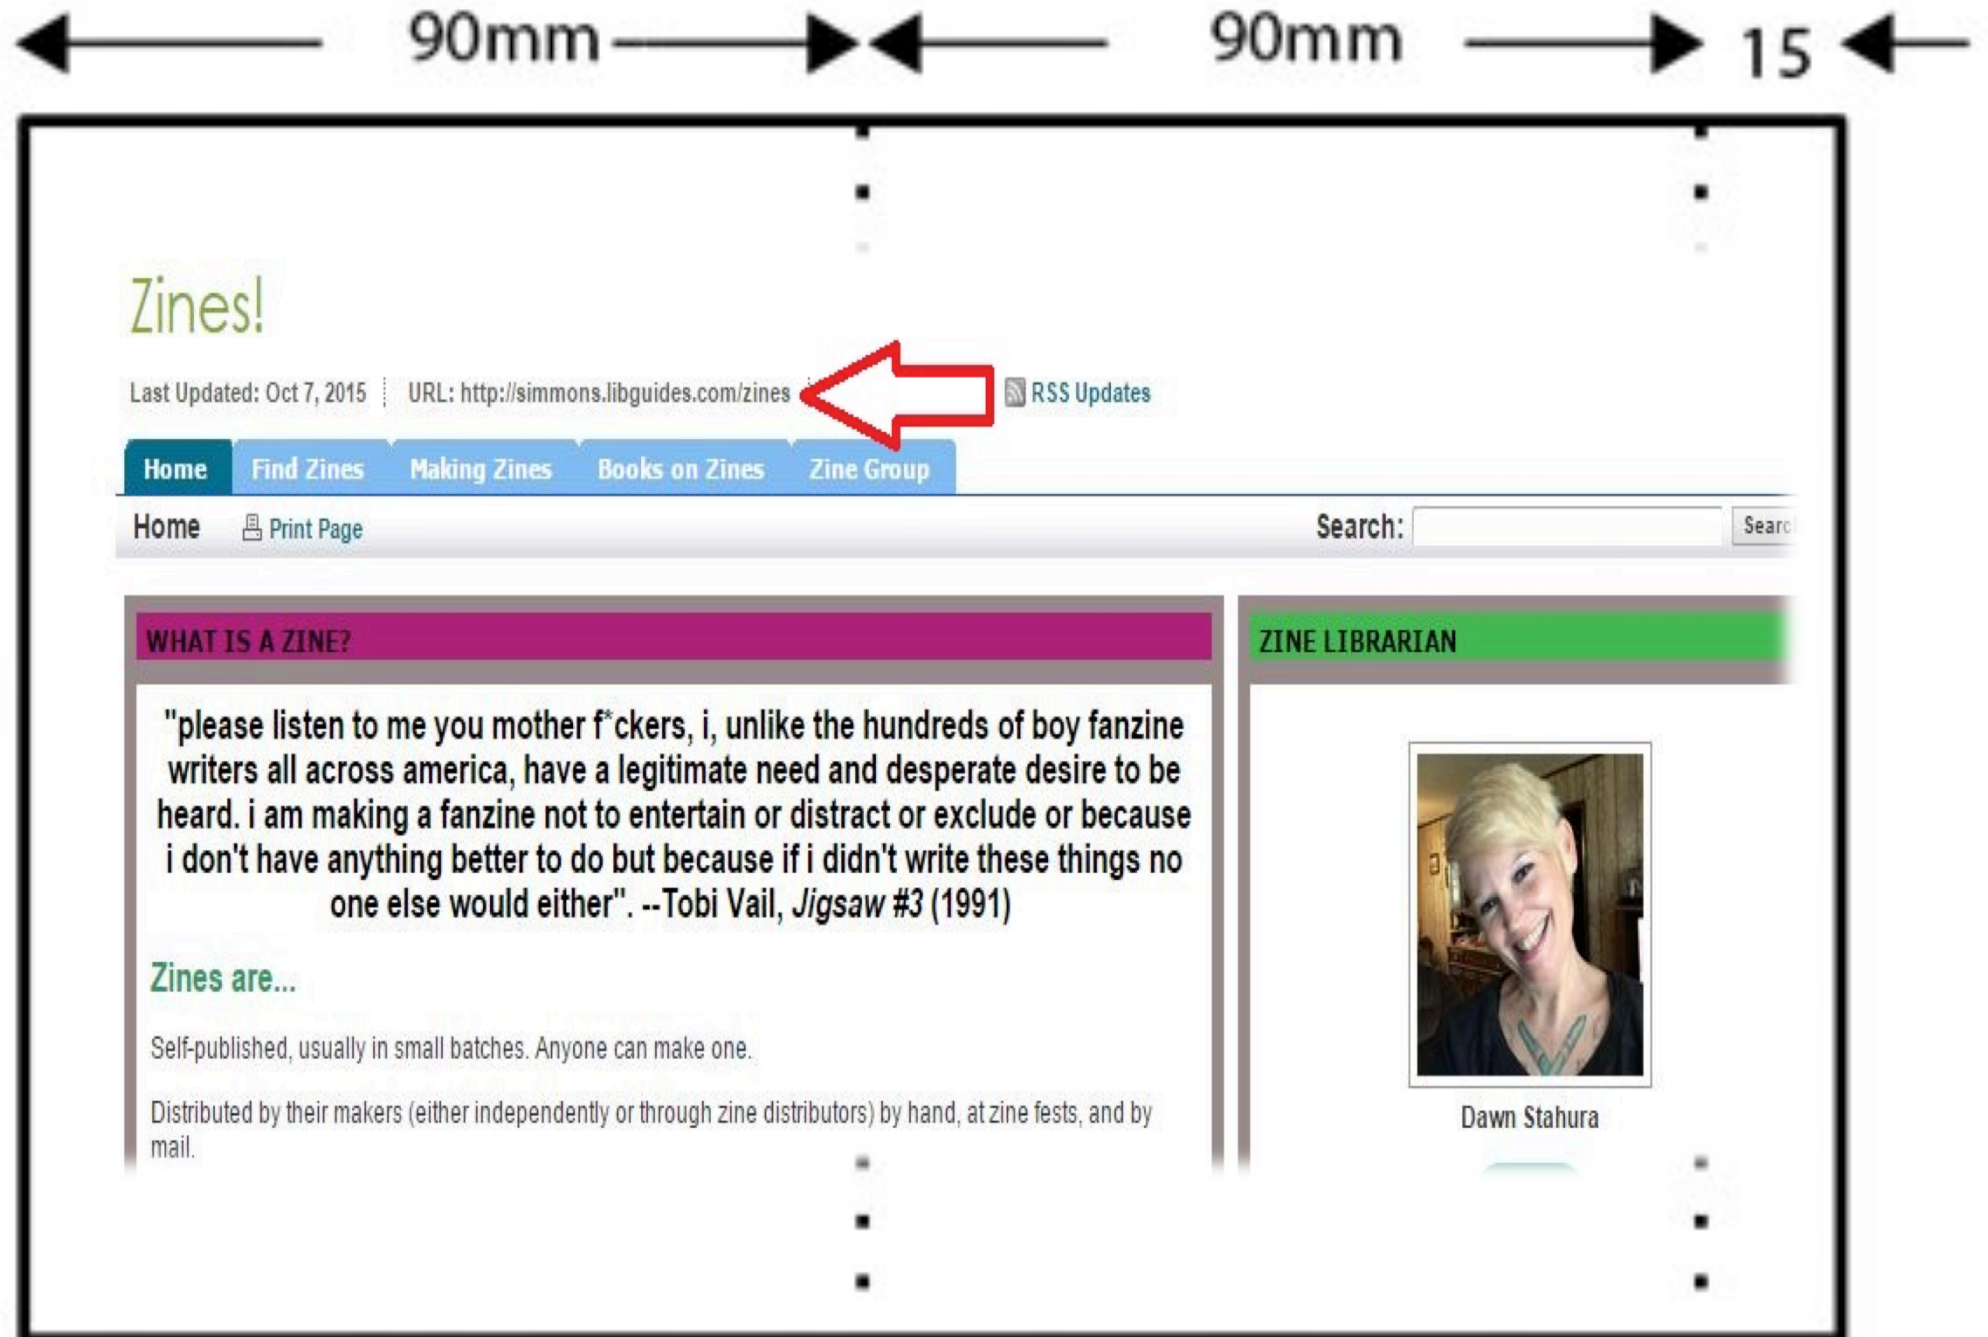 90mm 90mm 15
Zines!
Last Updated: Oct 7, 2015 URL: http://simmons.libguides.com/zines RSS Updates
Home Find Zines Making Zines Books on Zines Zine Group
Home Print Page Search: Searc
WHAT IS A ZINE?
"please listen to me you mother f*ckers, i, unlike the hundreds of boy fanzine
writers all across america, have a legitimate need and desperate desire to be
heard. i am making a fanzine not to entertain or distract or exclude or because
i don't have anything better to do but because if i didn't write these things no
one else would either". --Tobi Vail, Jigsaw #3 (1991)
Zines are...
Self-published, usually in small batches. Anyone can make one.
Distributed by their makers (either independently or through zine distributors) by hand, at zine fests, and by
mail.
ZINE LIBRARIAN
Dawn Stahura